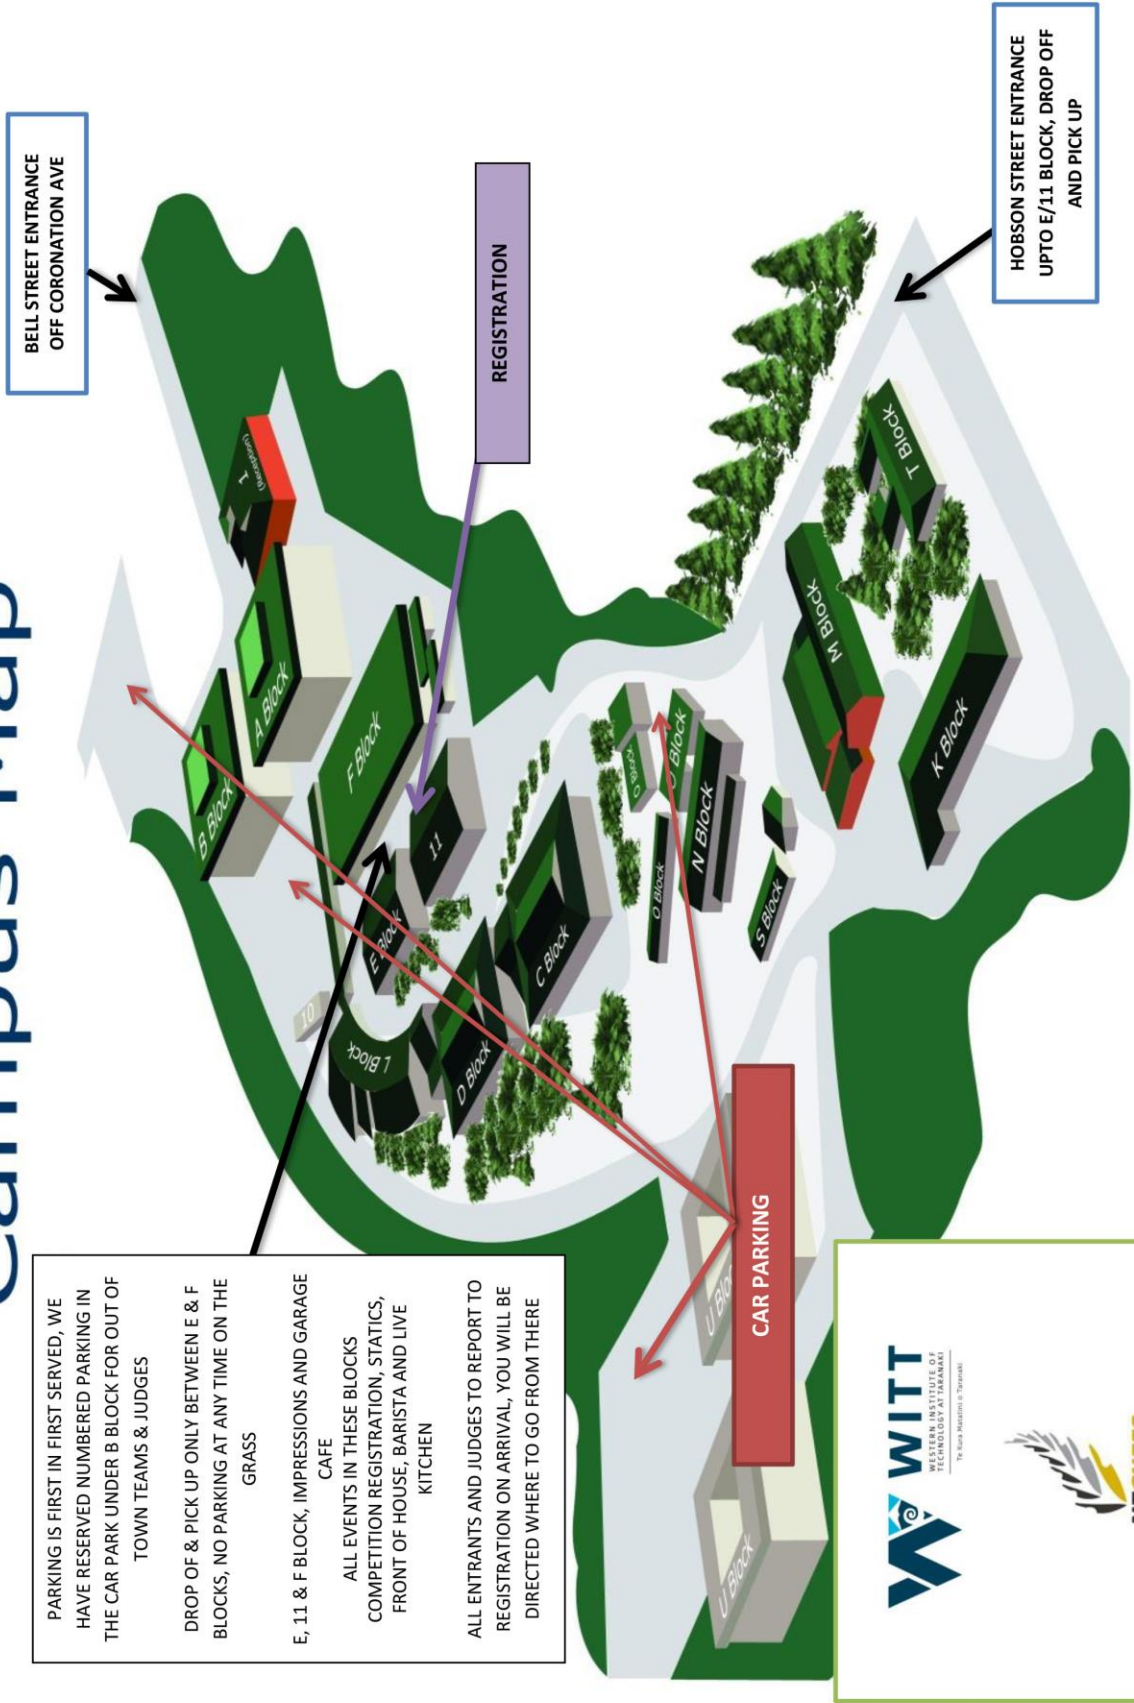 Campus Map
BELL STREET ENTRANCE
OFF CORONATION AVE
PARKING IS FIRST IN FIRST SERVED, WE
HAVE RESERVED NUMBERED PARKING IN
THE CAR PARK UNDER B BLOCK FOR OUT OF
TOWN TEAMS & JUDGES
DROP OF & PICK UP ONLY BETWEEN E & F
BLOCKS, NO PARKING AT ANY TIME ON THE
GRASS
E, 11 & F BLOCK, IMPRESSIONS AND GARAGE
CAFE
ALL EVENTS IN THESE BLOCKS
COMPETITION REGISTRATION, STATICS,
FRONT OF HOUSE, BARISTA AND LIVE
KITCHEN
ALL ENTRANTS AND JUDGES TO REPORT TO
REGISTRATION ON ARRIVAL, YOU WILL BE
DIRECTED WHERE TO GO FROM THERE
1
(Reception)
B Block
A Block
F Block
REGISTRATION
10
E Block
11
L Block
D Block
C Block
O Block
O Block
O Block
N Block
S Block
M Block
T Block
K Block
U Block
U Block
CAR PARKING
HOBSON STREET ENTRANCE
UPTO E/11 BLOCK, DROP OFF
AND PICK UP
WITT
WESTERN INSTITUTE OF
TECHNOLOGY AT TARANAKI
Te Kura Matatini o Taranaki